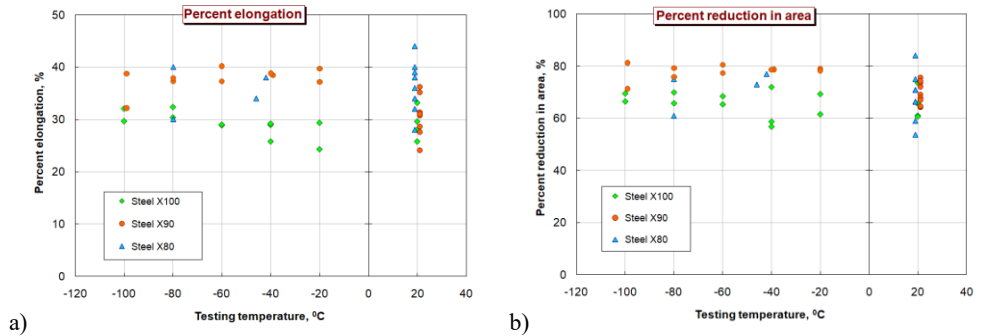 Percent elongation
Percent elongation, %
50
40
30
20
10
0
Steel X100
Steel X90
Steel X80
-120 -100 -80 -60 -40 -20 0 20 40
Testing temperature, ⁰C
a)
Percent reduction in area
Percent reduction in area, %
100
80
60
40
20
0
Steel X100
Steel X90
Steel X80
-120 -100 -80 -60 -40 -20 0 20 40
Testing temperature, ⁰C
b)